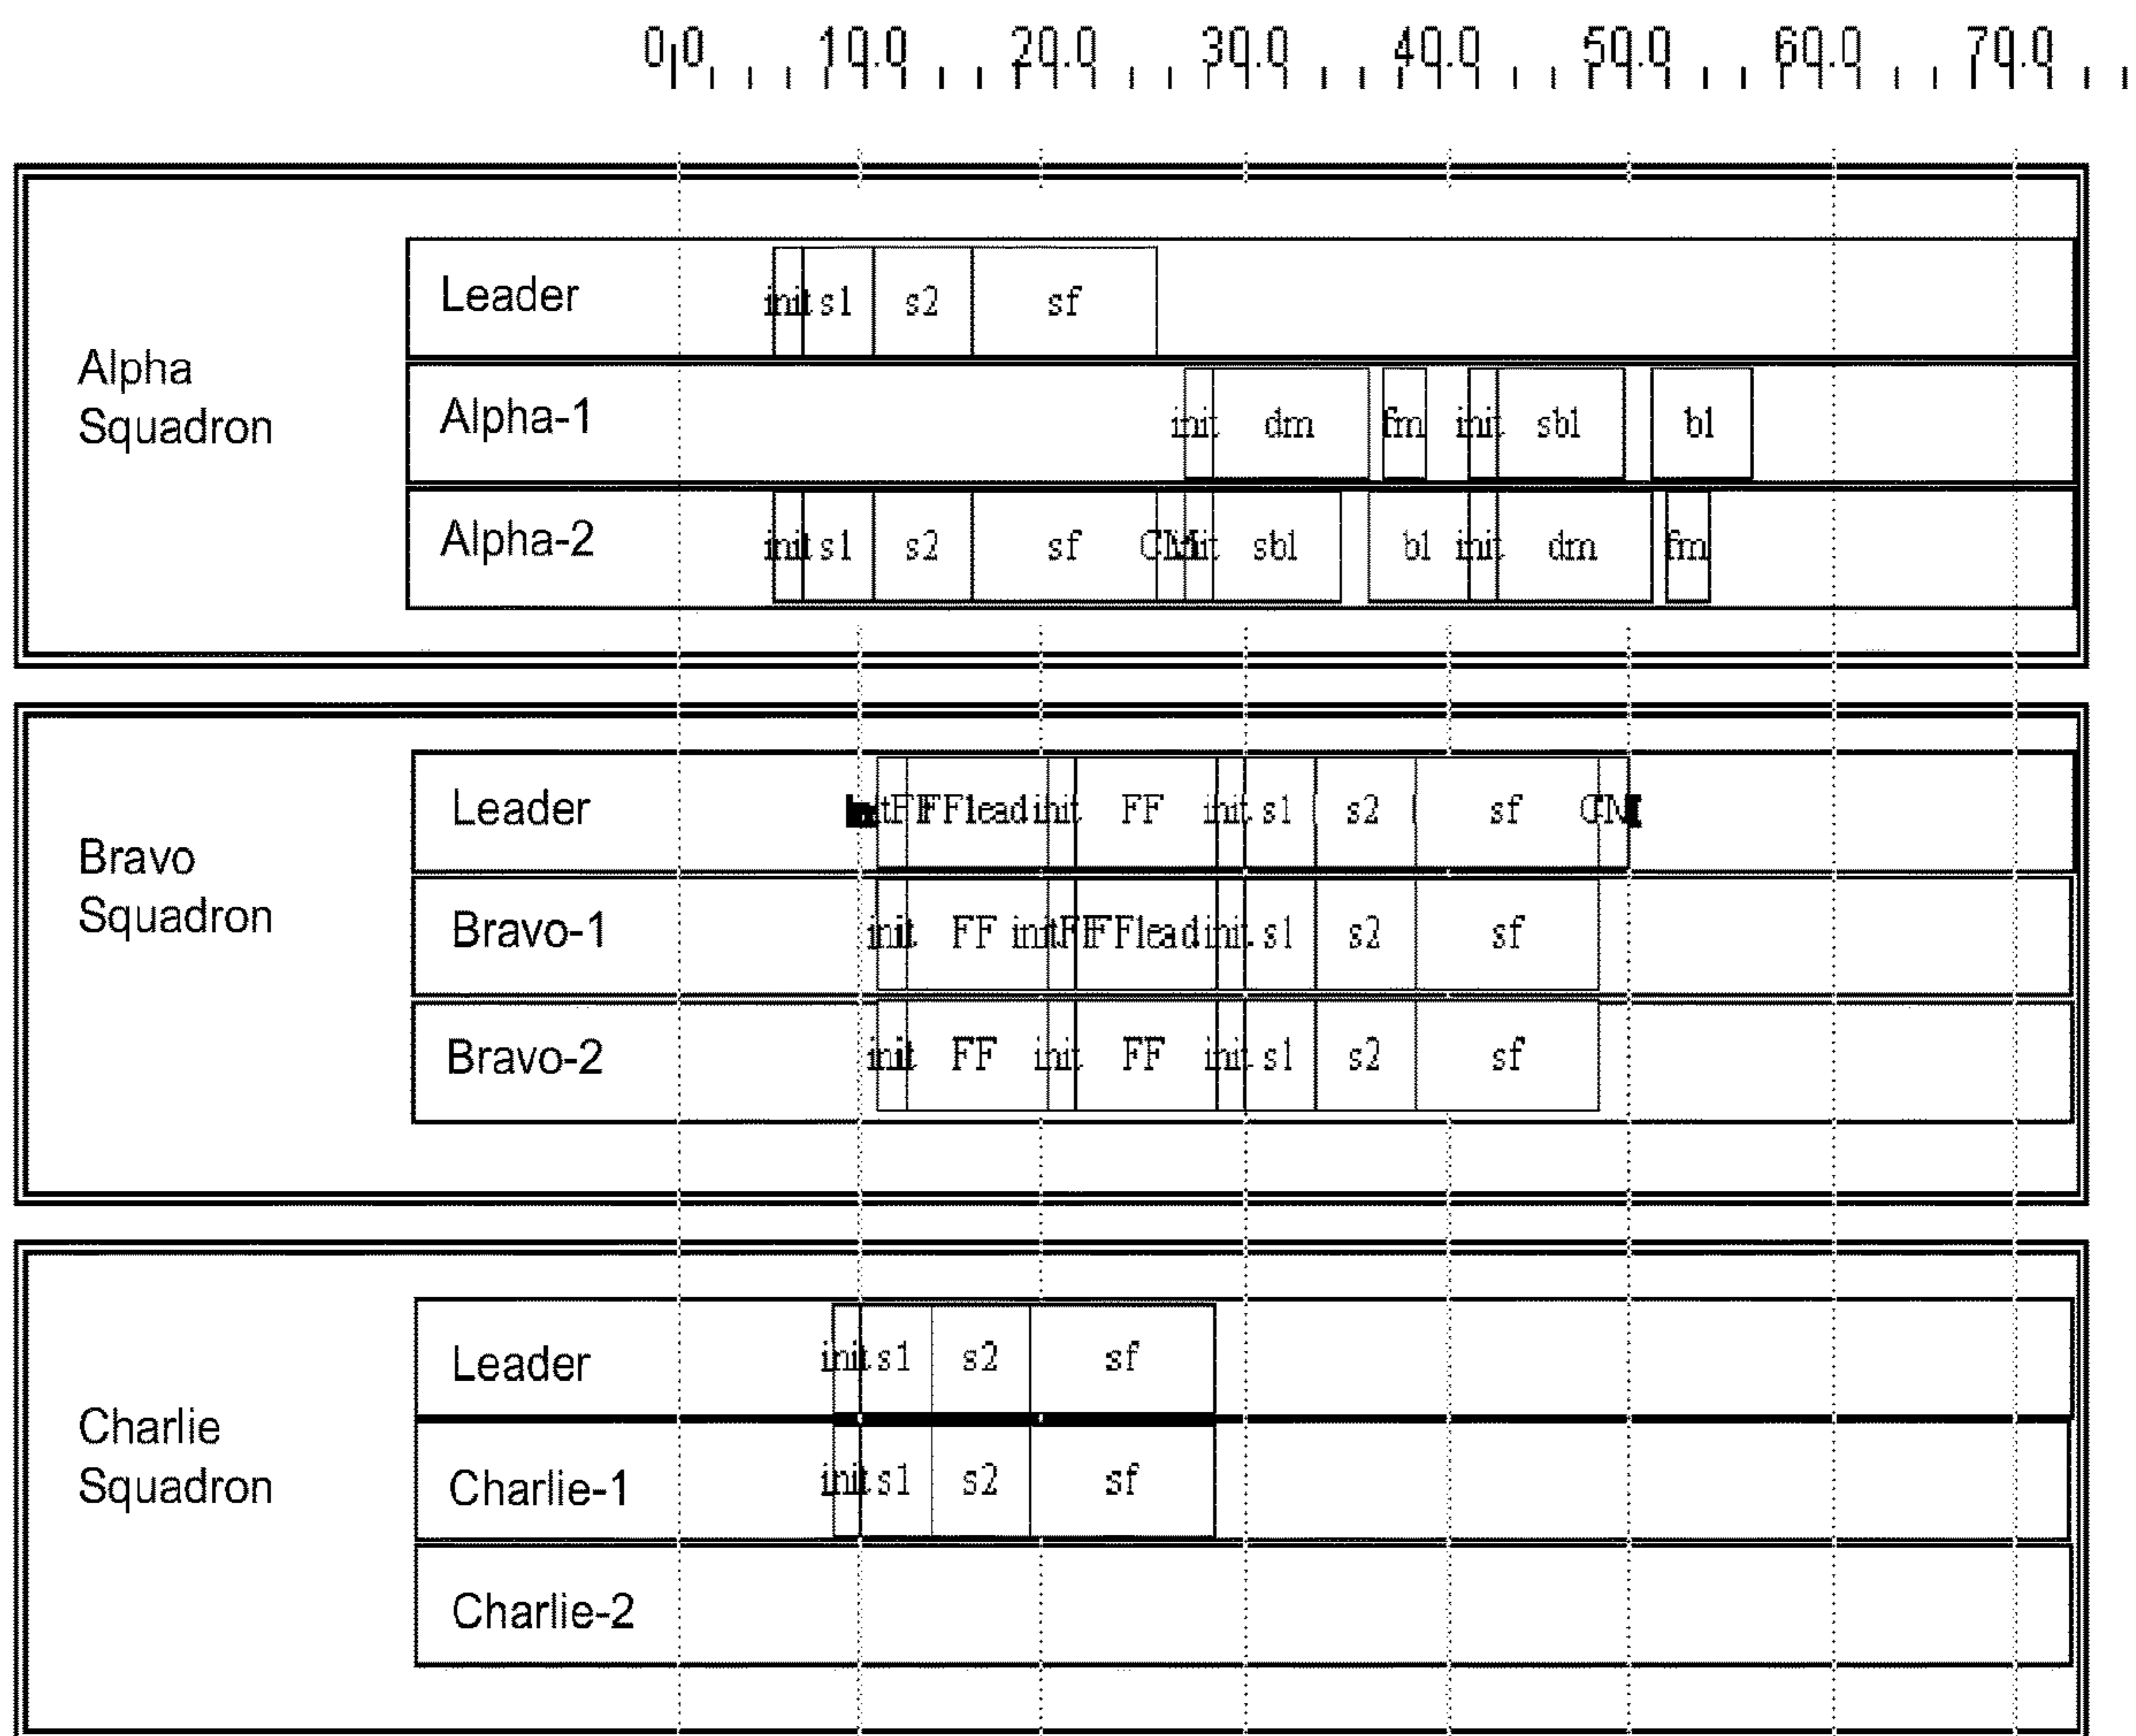 0.0 10.0 20.0 30.0 40.0 50.0 60.0 70.0
Alpha
Squadron
Leader
init s1 s2 sf
Alpha-1
init dm fm init sbl bl
Alpha-2
init s1 s2 sf CM init sbl bl init dm fm
Bravo
Squadron
Leader
initFF FFlead init FF init s1 s2 sf CM
Bravo-1
init FF initFF FFlead init s1 s2 sf
Bravo-2
init FF init FF init s1 s2 sf
Charlie
Squadron
Leader
init s1 s2 sf
Charlie-1
init s1 s2 sf
Charlie-2